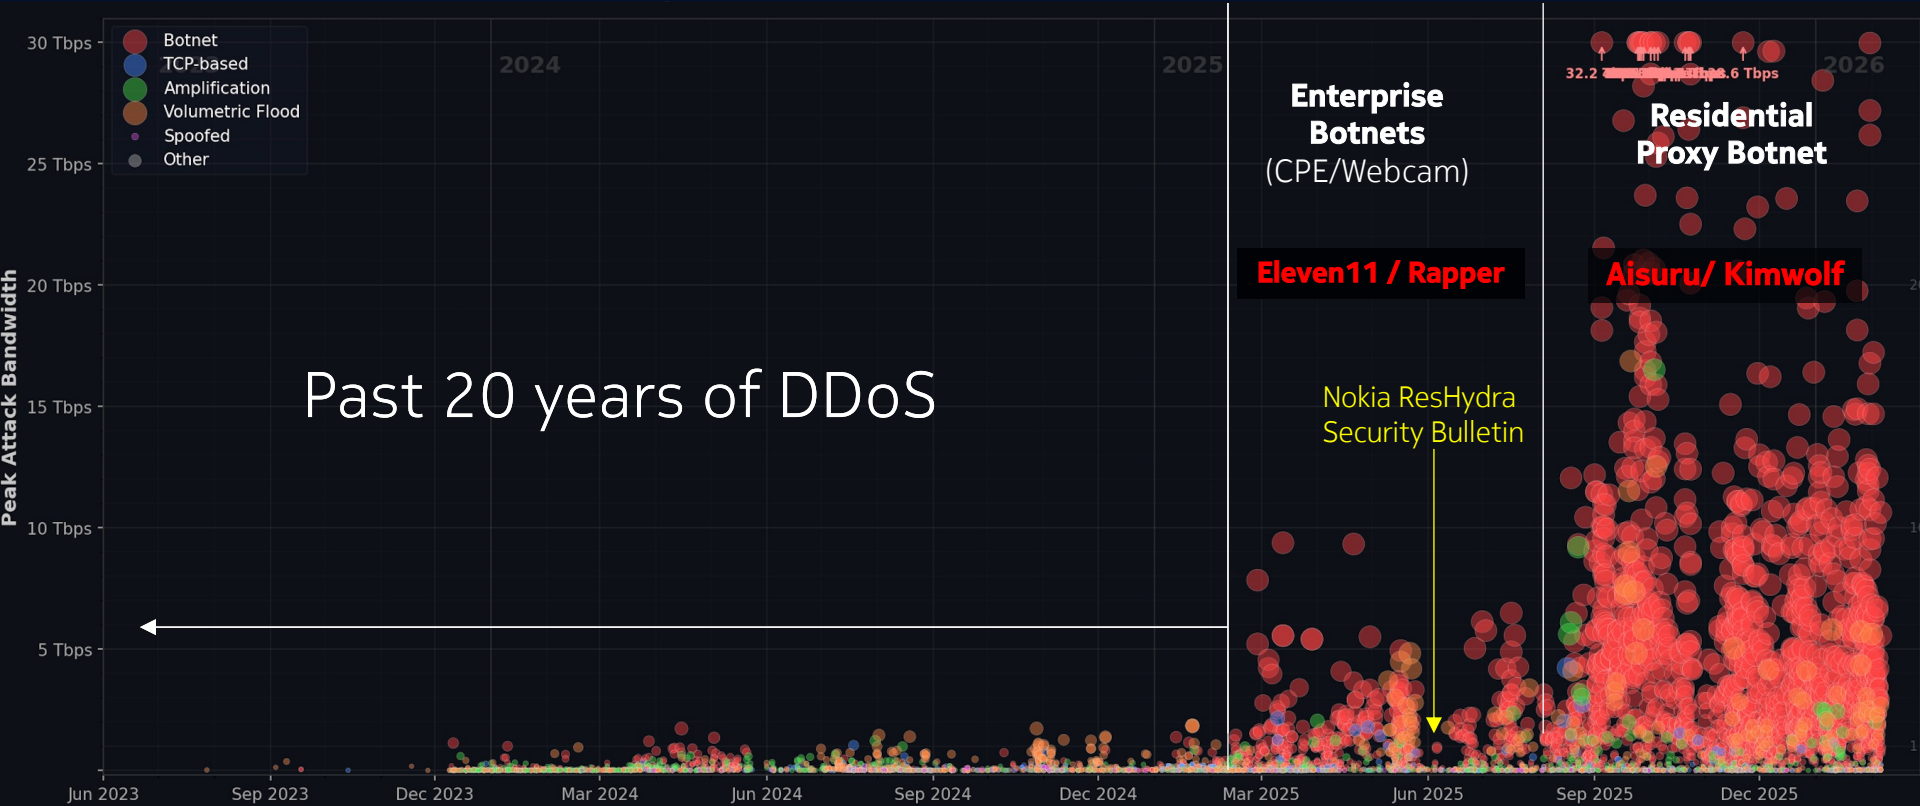 30 Tbps
25 Tbps
20 Tbps
15 Tbps
10 Tbps
5 Tbps
Peak Attack Bandwidth
Botnet
TCP-based
Amplification
Volumetric Flood
Spoofed
Other
2024
2025
2026
Past 20 years of DDoS
Enterprise
Botnets
(CPE/Webcam)
Eleven11 / Rapper
Nokia ResHydra
Security Bulletin
32.2
Tbps
Residential
Proxy Botnet
Aisuru/ Kimwolf
Jun 2023
Sep 2023
Dec 2023
Mar 2024
Jun 2024
Sep 2024
Dec 2024
Mar 2025
Jun 2025
Sep 2025
Dec 2025